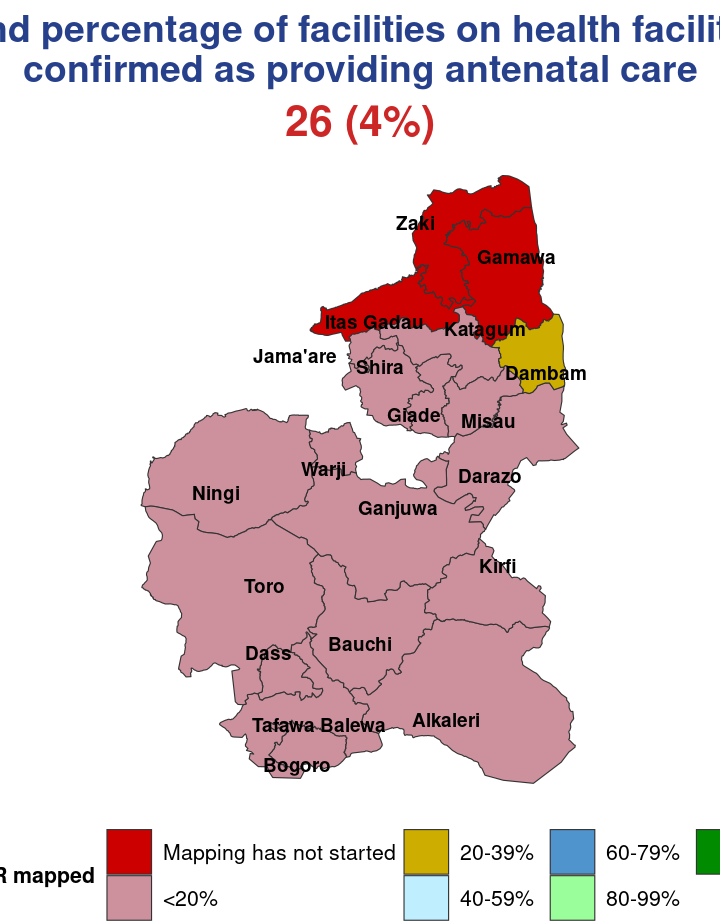 nd percentage of facilities on health facilit
confirmed as providing antenatal care
26 (4%)
Zaki
Gamawa
Itas Gadau
Katagum
Jama'are
Shira
Dambam
Giade
Misau
Warji
Darazo
Ningi
Ganjuwa
Kirfi
Toro
Bauchi
Dass
Alkaleri
Tafawa Balewa
Bogoro
R mapped
Mapping has not started
<20%
20-39%
40-59%
60-79%
80-99%